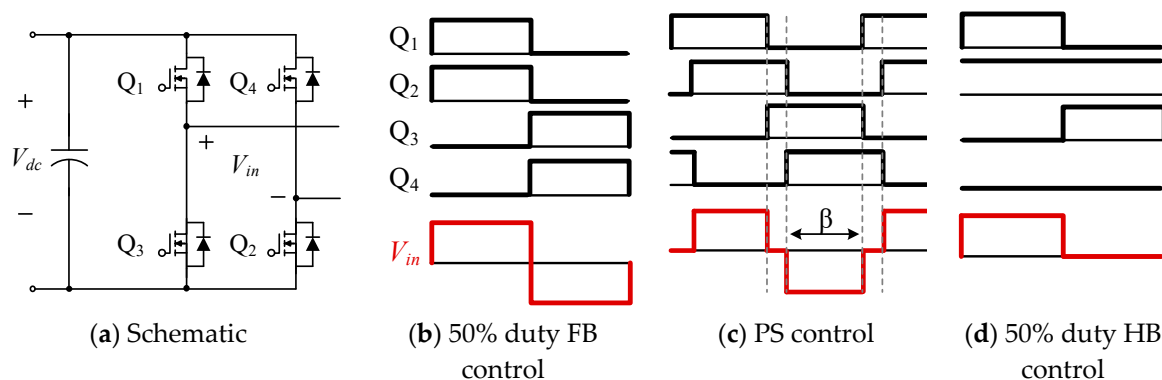 Q1 Q4
+
Vdc
−
+
Vin
−
Q3 Q2
(a) Schematic
Q1
Q2
Q3
Q4
Vin
(b) 50% duty FB
control
β
(c) PS control
(d) 50% duty HB
control